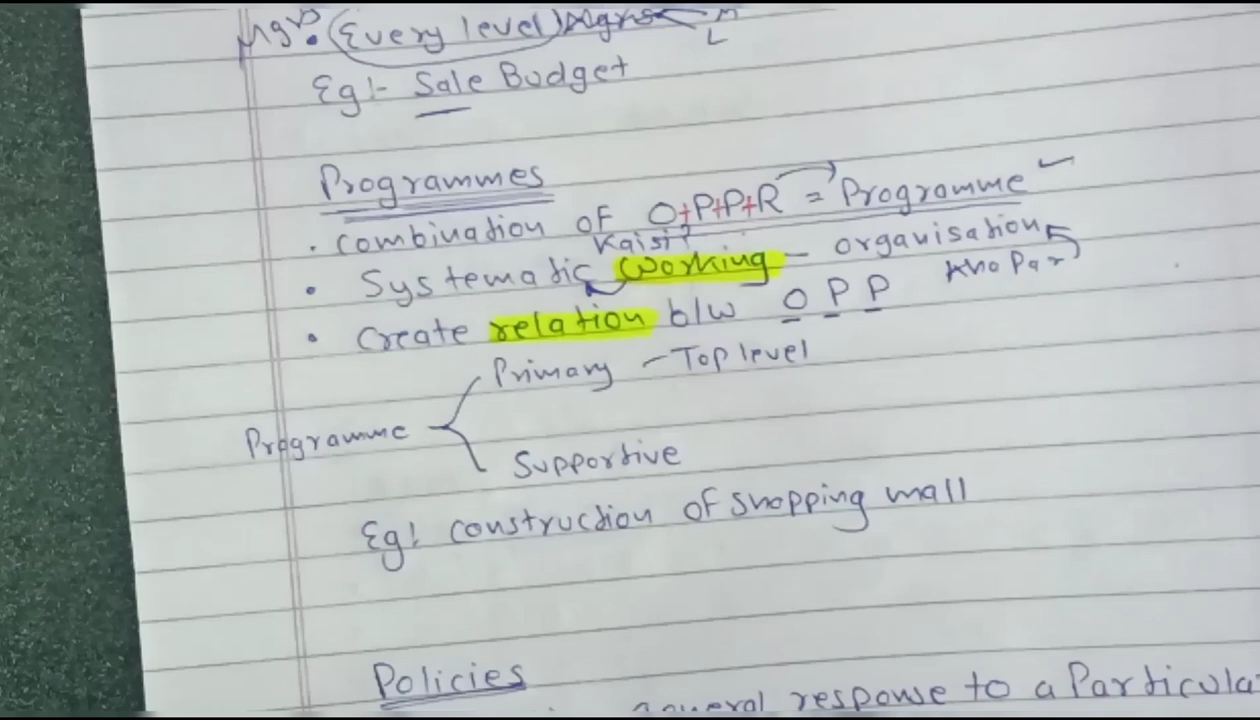 Every level
Eg:- Sale Budget
Programmes
• Combination of O+P+P+R = Programme
Kaisi?
• Systematic working - organisation
• Create relation b/w O P P
Primary - Top level
Programme
Supportive
Eg: construction of shopping mall
Policies
general response to a Particula